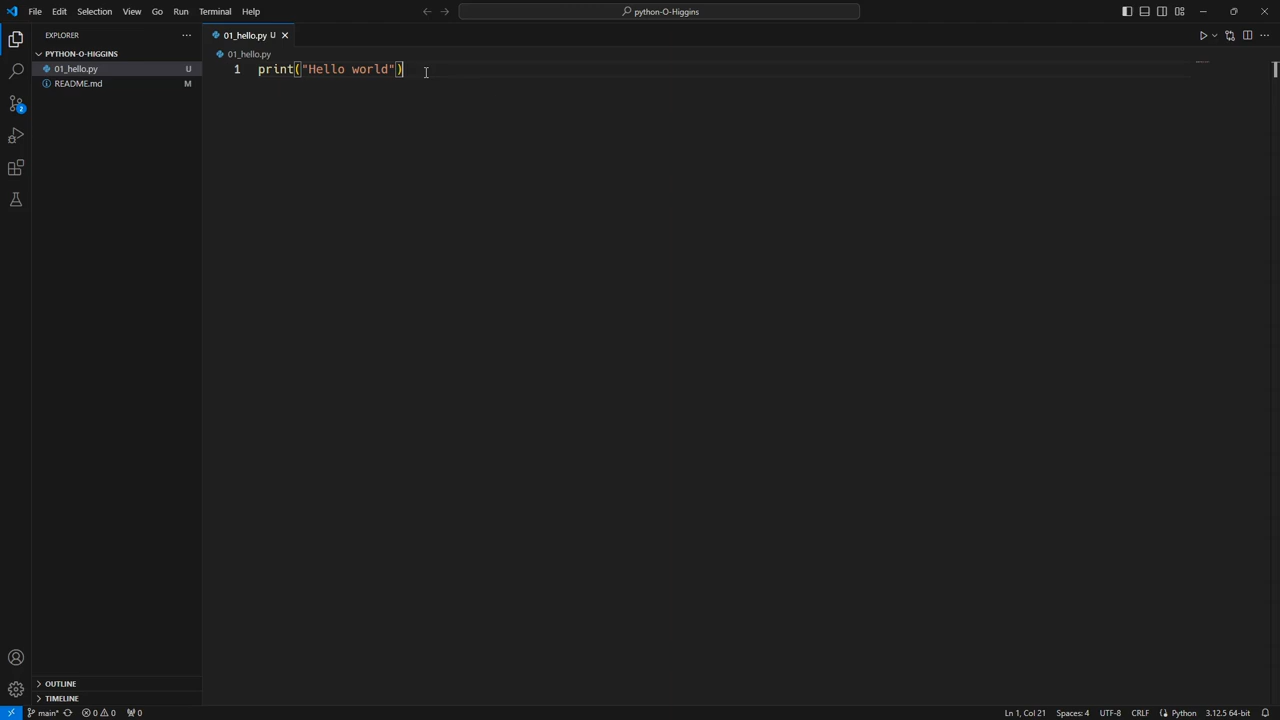 File Edit Selection View Go Run Terminal Help
python-O-Higgins
EXPLORER
PYTHON-O-HIGGINS
01_hello.py U
README.md M
OUTLINE
TIMELINE
01_hello.py U
01_hello.py
1 print("Hello world")
2
main* 0 0 0
Ln 1, Col 21 Spaces: 4 UTF-8 CRLF Python 3.12.5 64-bit